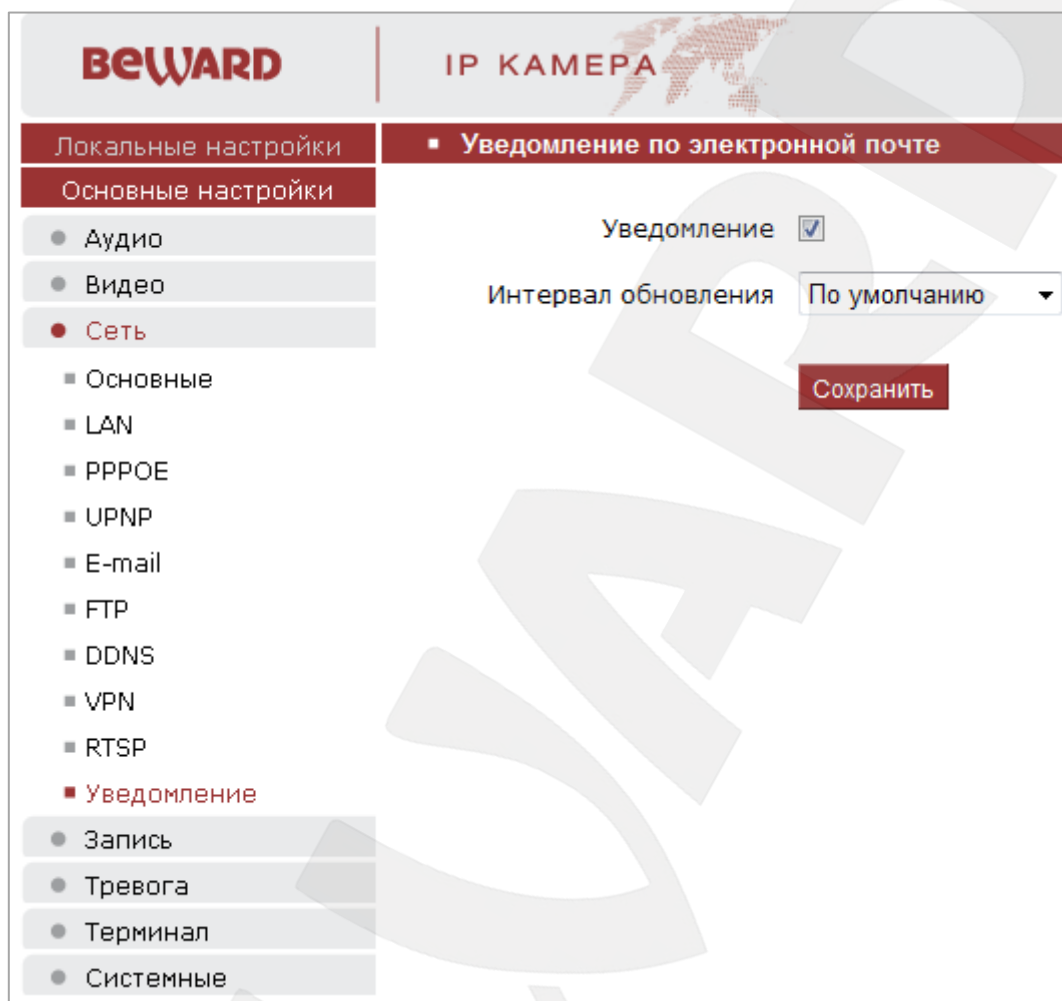 BEWARD
IP КАМЕРА
Локальные настройки
Основные настройки
Аудио
Видео
Сеть
Основные
LAN
PPPOE
UPNP
E-mail
FTP
DDNS
VPN
RTSP
Уведомление
Запись
Тревога
Терминал
Системные
Уведомление по электронной почте
Уведомление
Интервал обновления По умолчанию
Сохранить